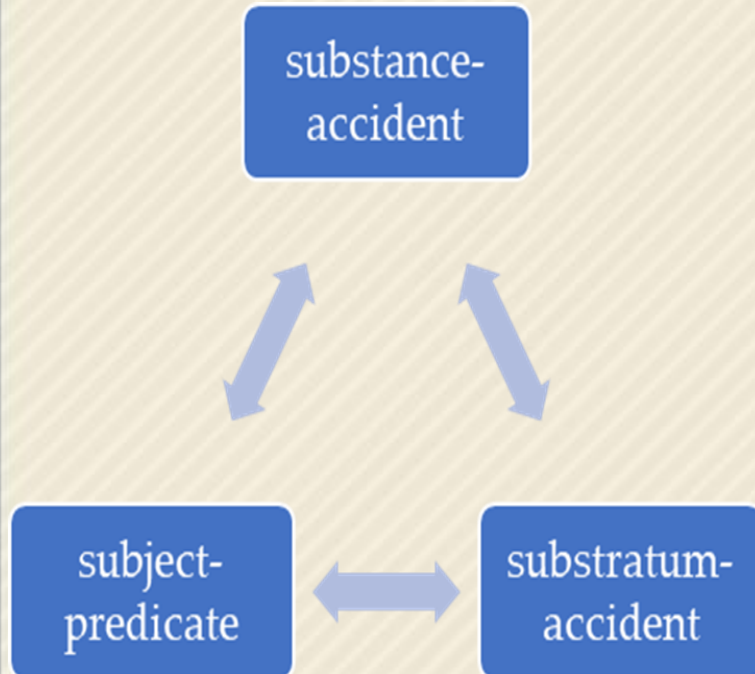 substance-
accident
subject-
predicate
substratum-
accident